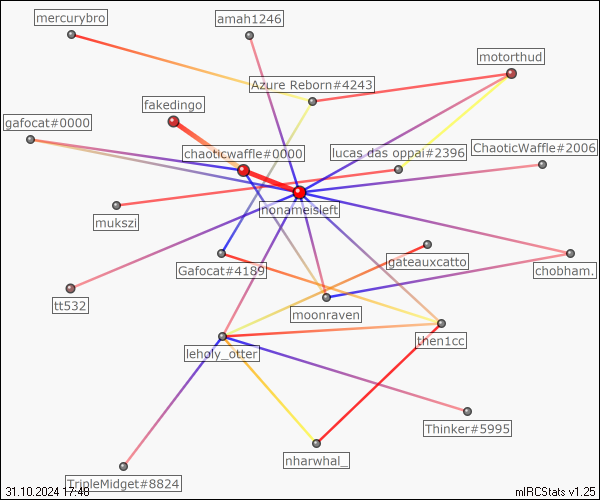 mercurybro
amah1246
motorthud
Azure Reborn#4243
fakedingo
gafocat#0000
chaoticwaffle#0000
lucas das oppai#2396
ChaoticWaffle#2006
nonameisleft
mukszi
Gafocat#4189
gateauxcatto
chobham.
tt532
moonraven
then1cc
leholy_otter
Thinker#5995
nharwhal_
TripleMidget#8824
31.10.2024 17:48
mIRCStats v1.25